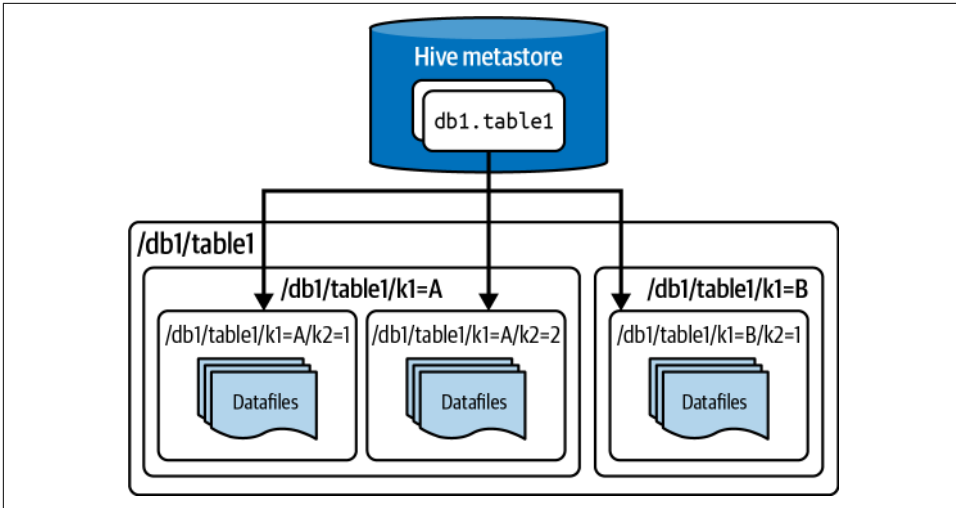 Hive metastore
db1.table1
/db1/table1
/db1/table1/k1=A
/db1/table1/k1=B
/db1/table1/k1=A/k2=1
/db1/table1/k1=A/k2=2
/db1/table1/k1=B/k2=1
Datafiles
Datafiles
Datafiles